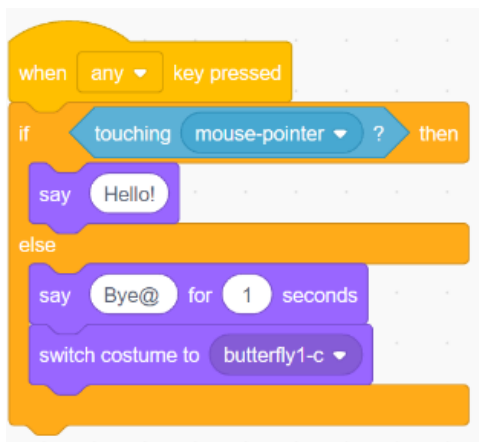 when any key pressed
if touching mouse-pointer ? then
say Hello!
else
say Bye@ for 1 seconds
switch costume to butterfly1-c